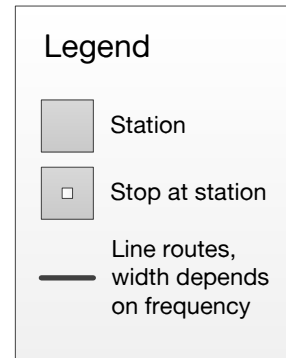 Legend
Station
Stop at station
Line routes,
width depends
on frequency